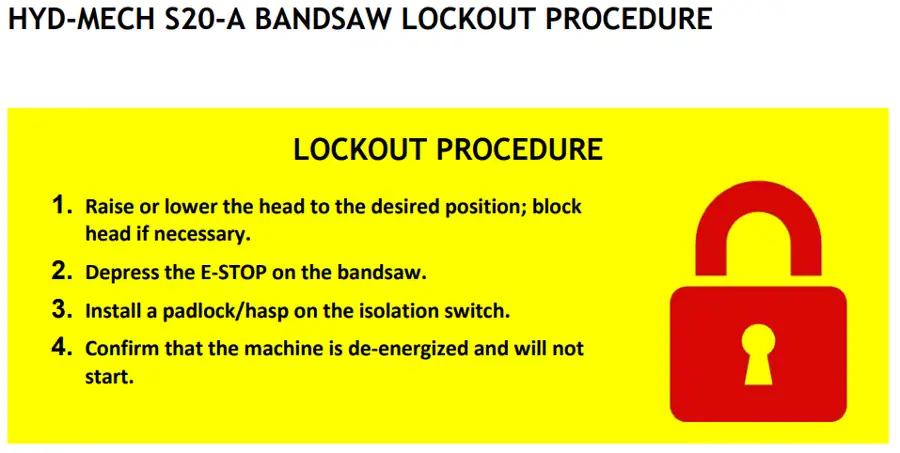 HYD-MECH S20-A BANDSAW LOCKOUT PROCEDURE
LOCKOUT PROCEDURE
1. Raise or lower the head to the desired position; block
head if necessary.
2. Depress the E-STOP on the bandsaw.
3. Install a padlock/hasp on the isolation switch.
4. Confirm that the machine is de-energized and will not
start.